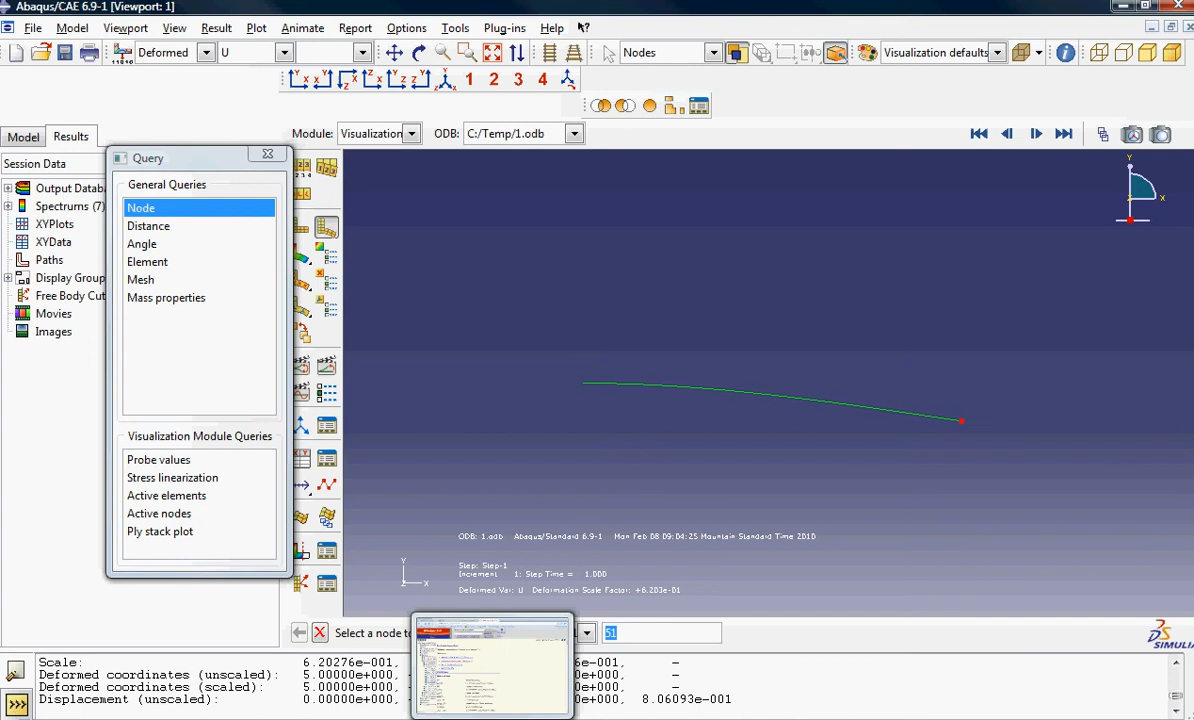 Abaqus/CAE 6.9-1 [Viewport: 1]
File Model Viewport View Result Plot Animate Report Options Tools Plug-ins Help
Deformed U Nodes Visualization defaults
1 2 3 4
Model Results
Module: Visualization ODB: C:/Temp/1.odb
Session Data
Output Databa
Spectrums (7)
XYPlots
XYData
Paths
Display Group
Free Body Cut
Movies
Images
Query
General Queries
Node
Distance
Angle
Element
Mesh
Mass properties
Visualization Module Queries
Probe values
Stress linearization
Active elements
Active nodes
Ply stack plot
Y
X
Z
ODB: 1.odb Abaqus/Standard 6.9-1 Mon Feb 08 09:04:25 Mountain Standard Time 2010
Step: Step-1
Increment 1: Step Time = 1.000
Deformed Var: U Deformation Scale Factor: +6.203e-01
Y
Z X
Select a node to 51
SIMULIA
Scale: 6.20276e-001, 6e-001, -
Deformed coordinates (unscaled): 5.00000e+000, -
Deformed coordinates (scaled): 5.00000e+000, -
Displacement (unscaled): 0.00000e+000, 8.06093e-001